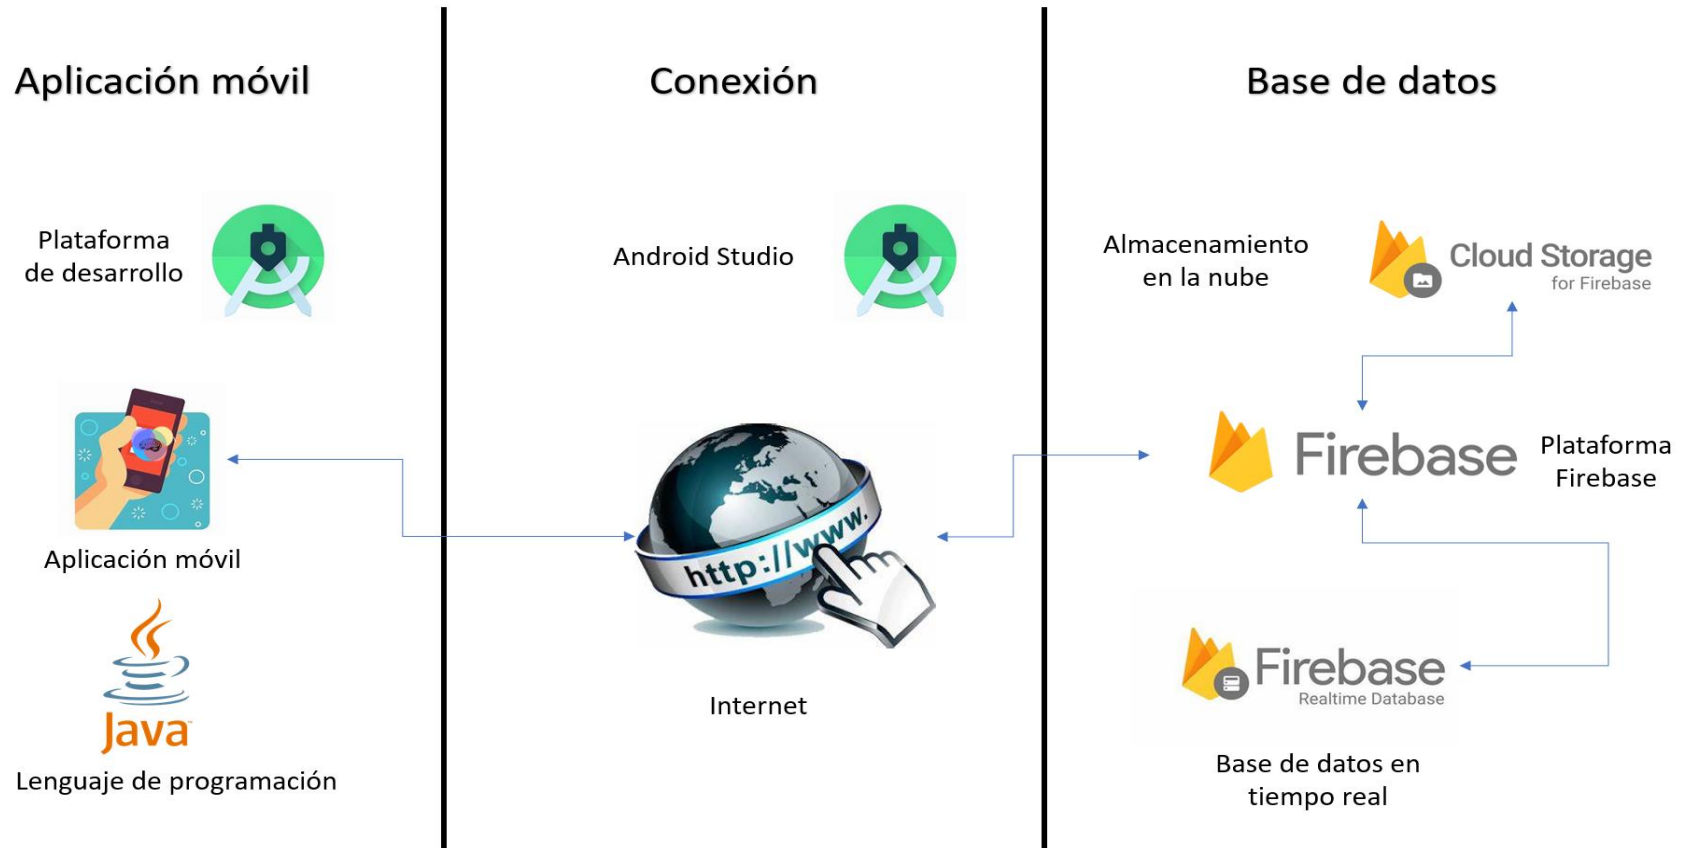 Aplicación móvil
Conexión
Base de datos
Plataforma
de desarrollo
Android Studio
Almacenamiento
en la nube
Cloud Storage
for Firebase
Aplicación móvil
http://www.
Internet
Firebase
Plataforma
Firebase
Java
Lenguaje de programación
Firebase
Realtime Database
Base de datos en
tiempo real